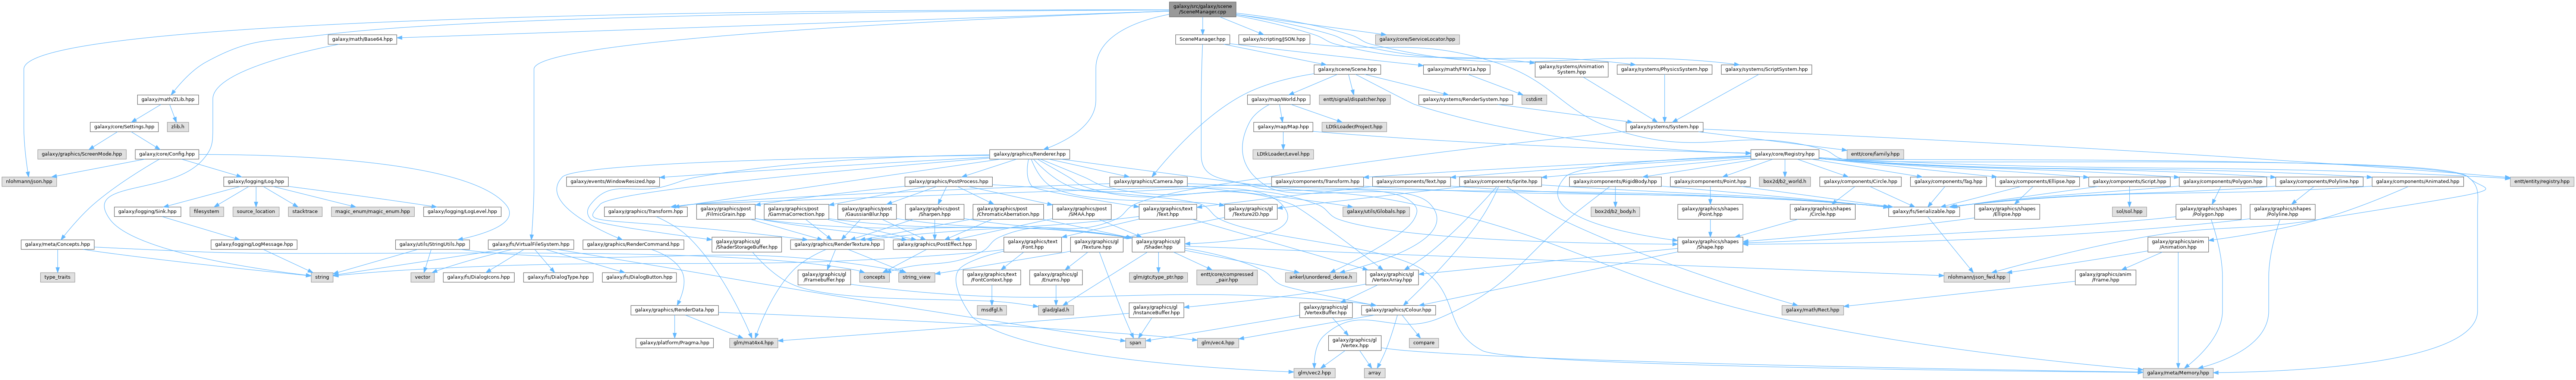 galaxy/src/galaxy/scene
/SceneManager.cpp
galaxy/math/Base64.hpp
SceneManager.hpp
galaxy/scripting/JSON.hpp
galaxy/core/ServiceLocator.hpp
galaxy/scene/Scene.hpp
galaxy/math/FNV1a.hpp
galaxy/systems/Animation
System.hpp
galaxy/systems/PhysicsSystem.hpp
galaxy/systems/ScriptSystem.hpp
galaxy/math/ZLib.hpp
galaxy/map/World.hpp
entt/signal/dispatcher.hpp
galaxy/systems/RenderSystem.hpp
cstdint
galaxy/core/Settings.hpp
zlib.h
galaxy/map/Map.hpp
LDtkLoader/Project.hpp
galaxy/systems/System.hpp
galaxy/graphics/ScreenMode.hpp
galaxy/core/Config.hpp
galaxy/graphics/Renderer.hpp
LDtkLoader/Level.hpp
galaxy/core/Registry.hpp
entt/core/family.hpp
nlohmann/json.hpp
galaxy/logging/Log.hpp
galaxy/events/WindowResized.hpp
galaxy/graphics/PostProcess.hpp
galaxy/graphics/Camera.hpp
galaxy/components/Transform.hpp
galaxy/components/Text.hpp
galaxy/components/Sprite.hpp
galaxy/components/RigidBody.hpp
galaxy/components/Point.hpp
box2d/b2_world.h
galaxy/components/Circle.hpp
galaxy/components/Tag.hpp
galaxy/components/Ellipse.hpp
galaxy/components/Script.hpp
galaxy/components/Polygon.hpp
galaxy/components/Polyline.hpp
galaxy/components/Animated.hpp
entt/entity/registry.hpp
galaxy/logging/Sink.hpp
filesystem
source_location
stacktrace
magic_enum/magic_enum.hpp
galaxy/logging/LogLevel.hpp
galaxy/graphics/Transform.hpp
galaxy/graphics/post
/FilmicGrain.hpp
galaxy/graphics/post
/GammaCorrection.hpp
galaxy/graphics/post
/GaussianBlur.hpp
galaxy/graphics/post
/Sharpen.hpp
galaxy/graphics/post
/ChromaticAberration.hpp
galaxy/graphics/post
/SMAA.hpp
galaxy/graphics/text
/Text.hpp
galaxy/graphics/gl
/Texture2D.hpp
galaxy/utils/Globals.hpp
box2d/b2_body.h
galaxy/graphics/shapes
/Point.hpp
galaxy/graphics/shapes
/Circle.hpp
galaxy/fs/Serializable.hpp
galaxy/graphics/shapes
/Ellipse.hpp
sol/sol.hpp
galaxy/graphics/shapes
/Polygon.hpp
galaxy/graphics/shapes
/Polyline.hpp
galaxy/meta/Concepts.hpp
galaxy/logging/LogMessage.hpp
galaxy/utils/StringUtils.hpp
galaxy/fs/VirtualFileSystem.hpp
galaxy/graphics/RenderCommand.hpp
galaxy/graphics/gl
/ShaderStorageBuffer.hpp
galaxy/graphics/RenderTexture.hpp
galaxy/graphics/PostEffect.hpp
galaxy/graphics/text
/Font.hpp
galaxy/graphics/gl
/Texture.hpp
galaxy/graphics/gl
/Shader.hpp
galaxy/graphics/shapes
/Shape.hpp
galaxy/graphics/anim
/Animation.hpp
type_traits
string
vector
galaxy/fs/DialogIcons.hpp
galaxy/fs/DialogType.hpp
galaxy/fs/DialogButton.hpp
galaxy/graphics/gl
/Framebuffer.hpp
concepts
string_view
galaxy/graphics/text
/FontContext.hpp
galaxy/graphics/gl
/Enums.hpp
glm/gtc/type_ptr.hpp
entt/core/compressed
_pair.hpp
ankerl/unordered_dense.h
galaxy/graphics/gl
/VertexArray.hpp
nlohmann/json_fwd.hpp
galaxy/graphics/anim
/Frame.hpp
galaxy/graphics/RenderData.hpp
msdfgl.h
glad/glad.h
galaxy/graphics/gl
/InstanceBuffer.hpp
galaxy/graphics/gl
/VertexBuffer.hpp
galaxy/graphics/Colour.hpp
galaxy/math/Rect.hpp
galaxy/platform/Pragma.hpp
glm/mat4x4.hpp
span
glm/vec4.hpp
galaxy/graphics/gl
/Vertex.hpp
compare
glm/vec2.hpp
array
galaxy/meta/Memory.hpp